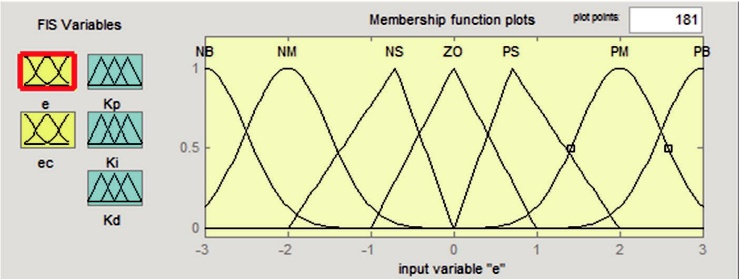 FIS Variables
e
Kp
ec
Ki
Kd
Membership function plots
plot points:
181
NB NM NS ZO PS PM PB
1
0.5
0
-3 -2 -1 0 1 2 3
input variable "e"